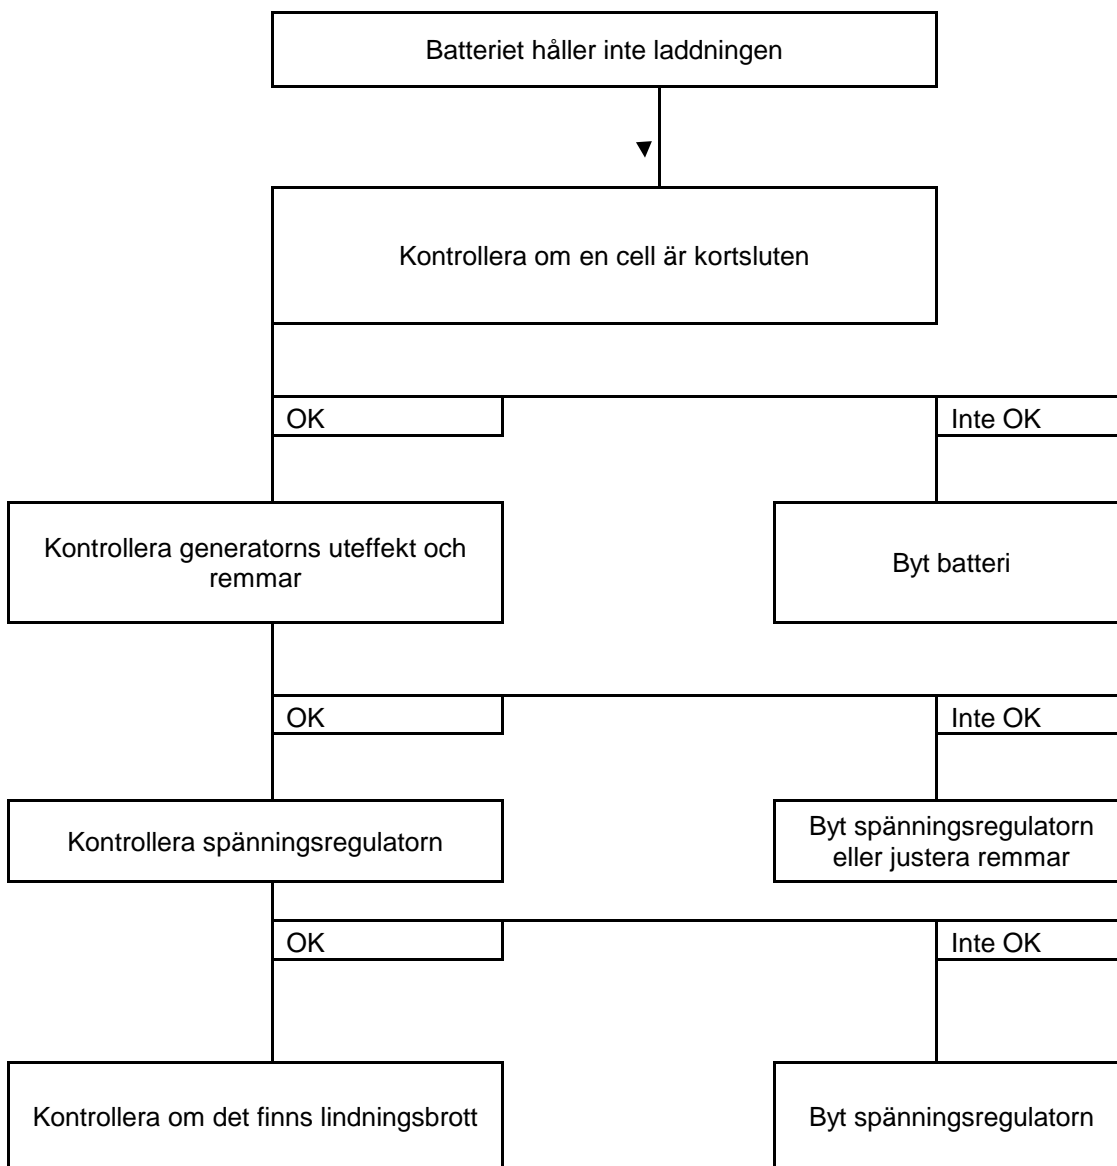 Batteriet håller inte laddningen
Kontrollera om en cell är kortsluten
OK
Inte OK
Kontrollera generatorns uteffekt och
remmar
Byt batteri
OK
Inte OK
Kontrollera spänningsregulatorn
Byt spänningsregulatorn
eller justera remmar
OK
Inte OK
Kontrollera om det finns lindningsbrott
Byt spänningsregulatorn